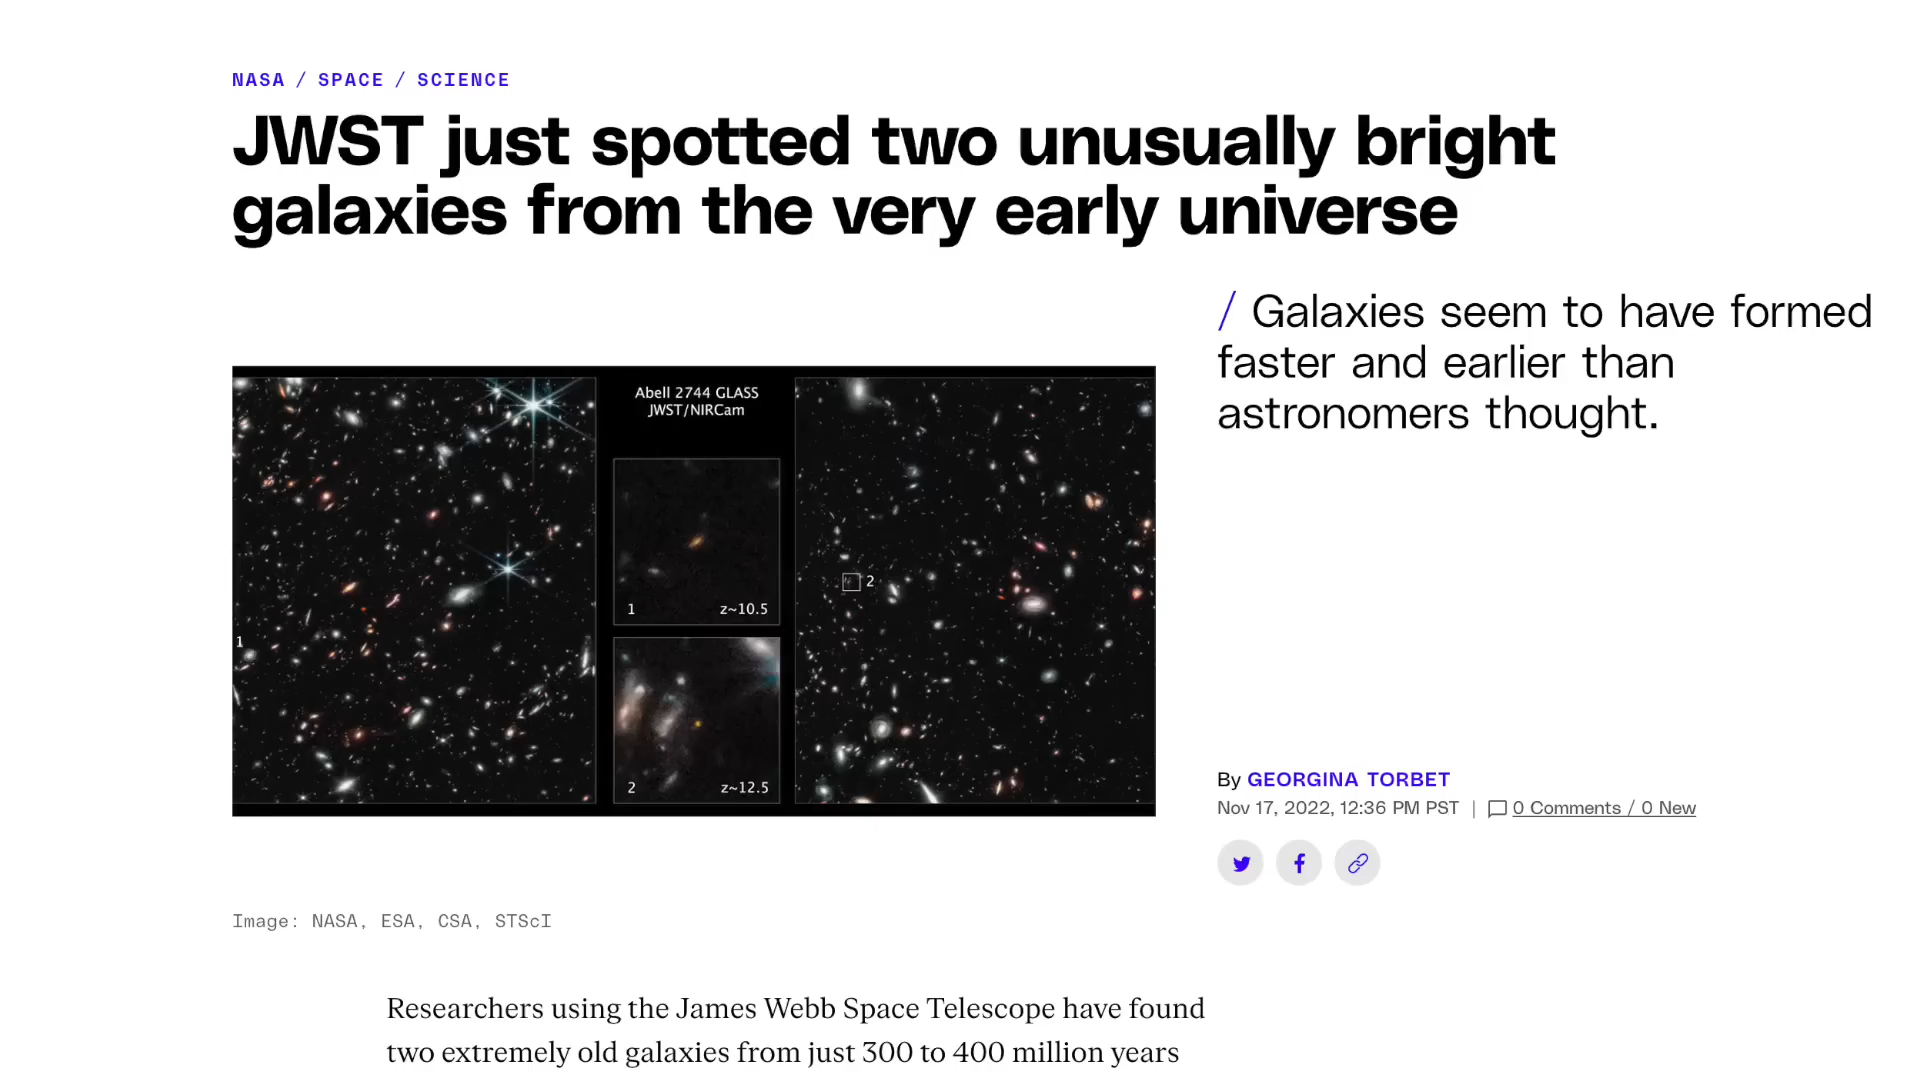 NASA / SPACE / SCIENCE
JWST just spotted two unusually bright
galaxies from the very early universe
/ Galaxies seem to have formed
faster and earlier than
astronomers thought.
Abell 2744 GLASS
JWST/NIRCam
1
1 z~10.5
2
2 z~12.5
By GEORGINA TORBET
Nov 17, 2022, 12:36 PM PST | 0 Comments / 0 New
Image: NASA, ESA, CSA, STScI
Researchers using the James Webb Space Telescope have found
two extremely old galaxies from just 300 to 400 million years